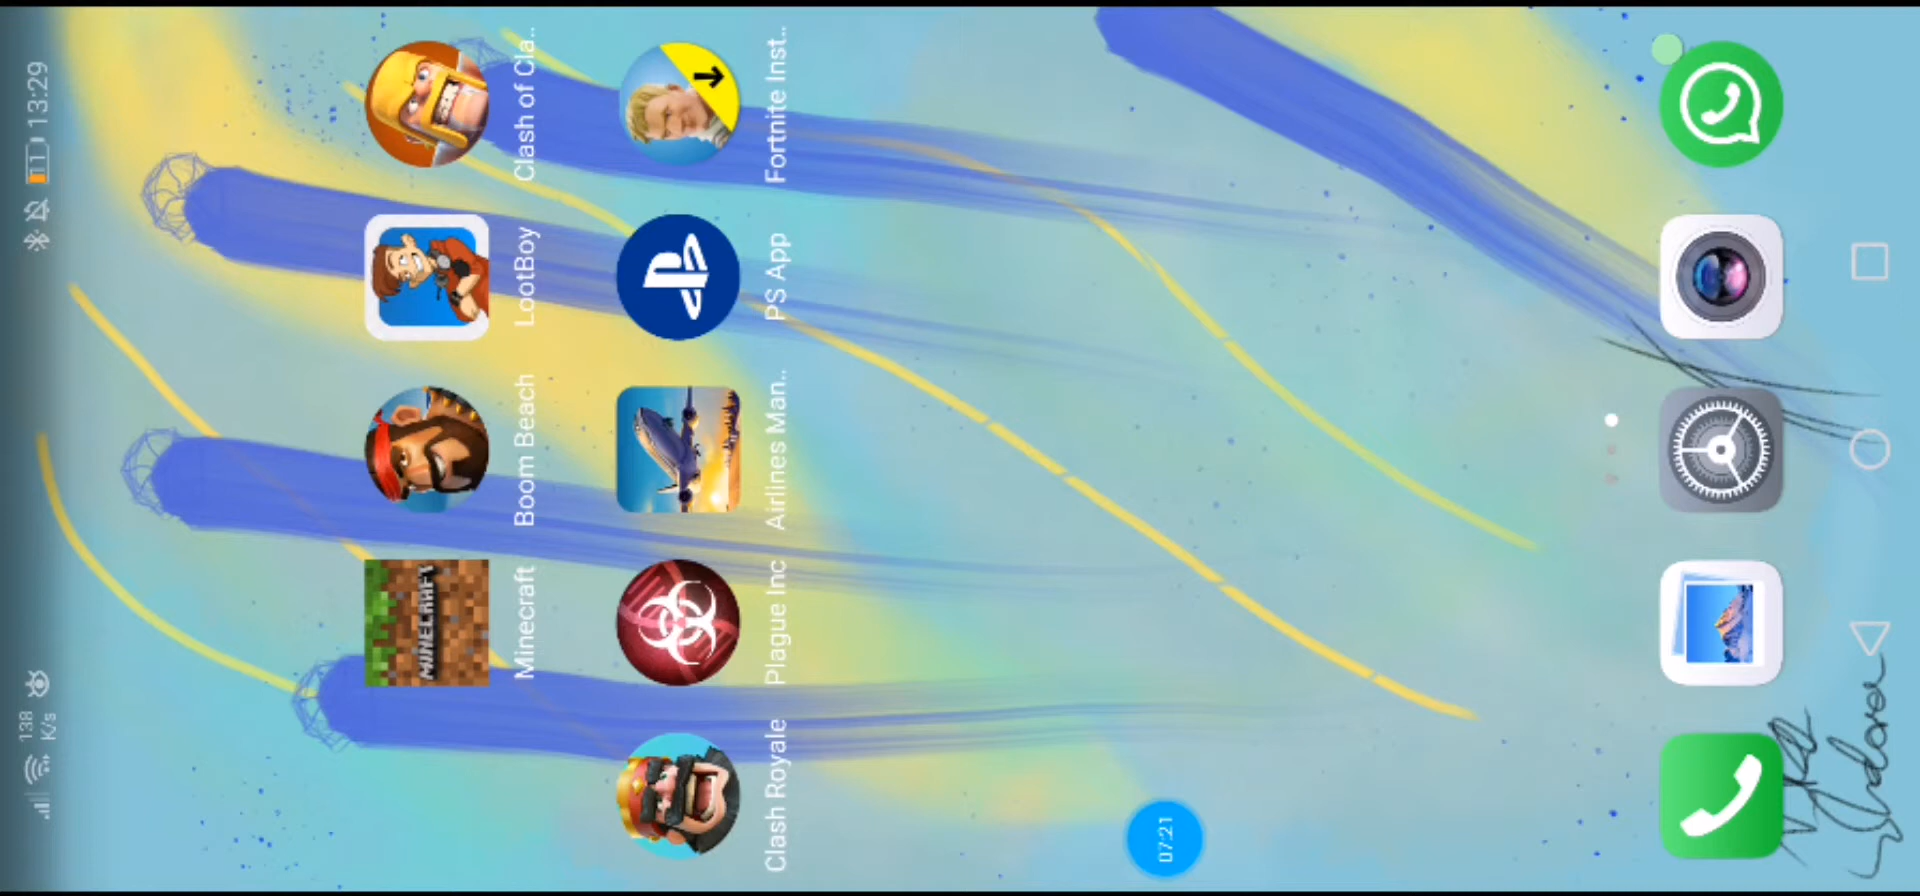 138 K/s 11 13:29
MINECRAFT
Minecraft Boom Beach LootBoy Clash of Cla..
Clash Royale Plague Inc Airlines Man.. PS App Fortnite Inst..
07:21